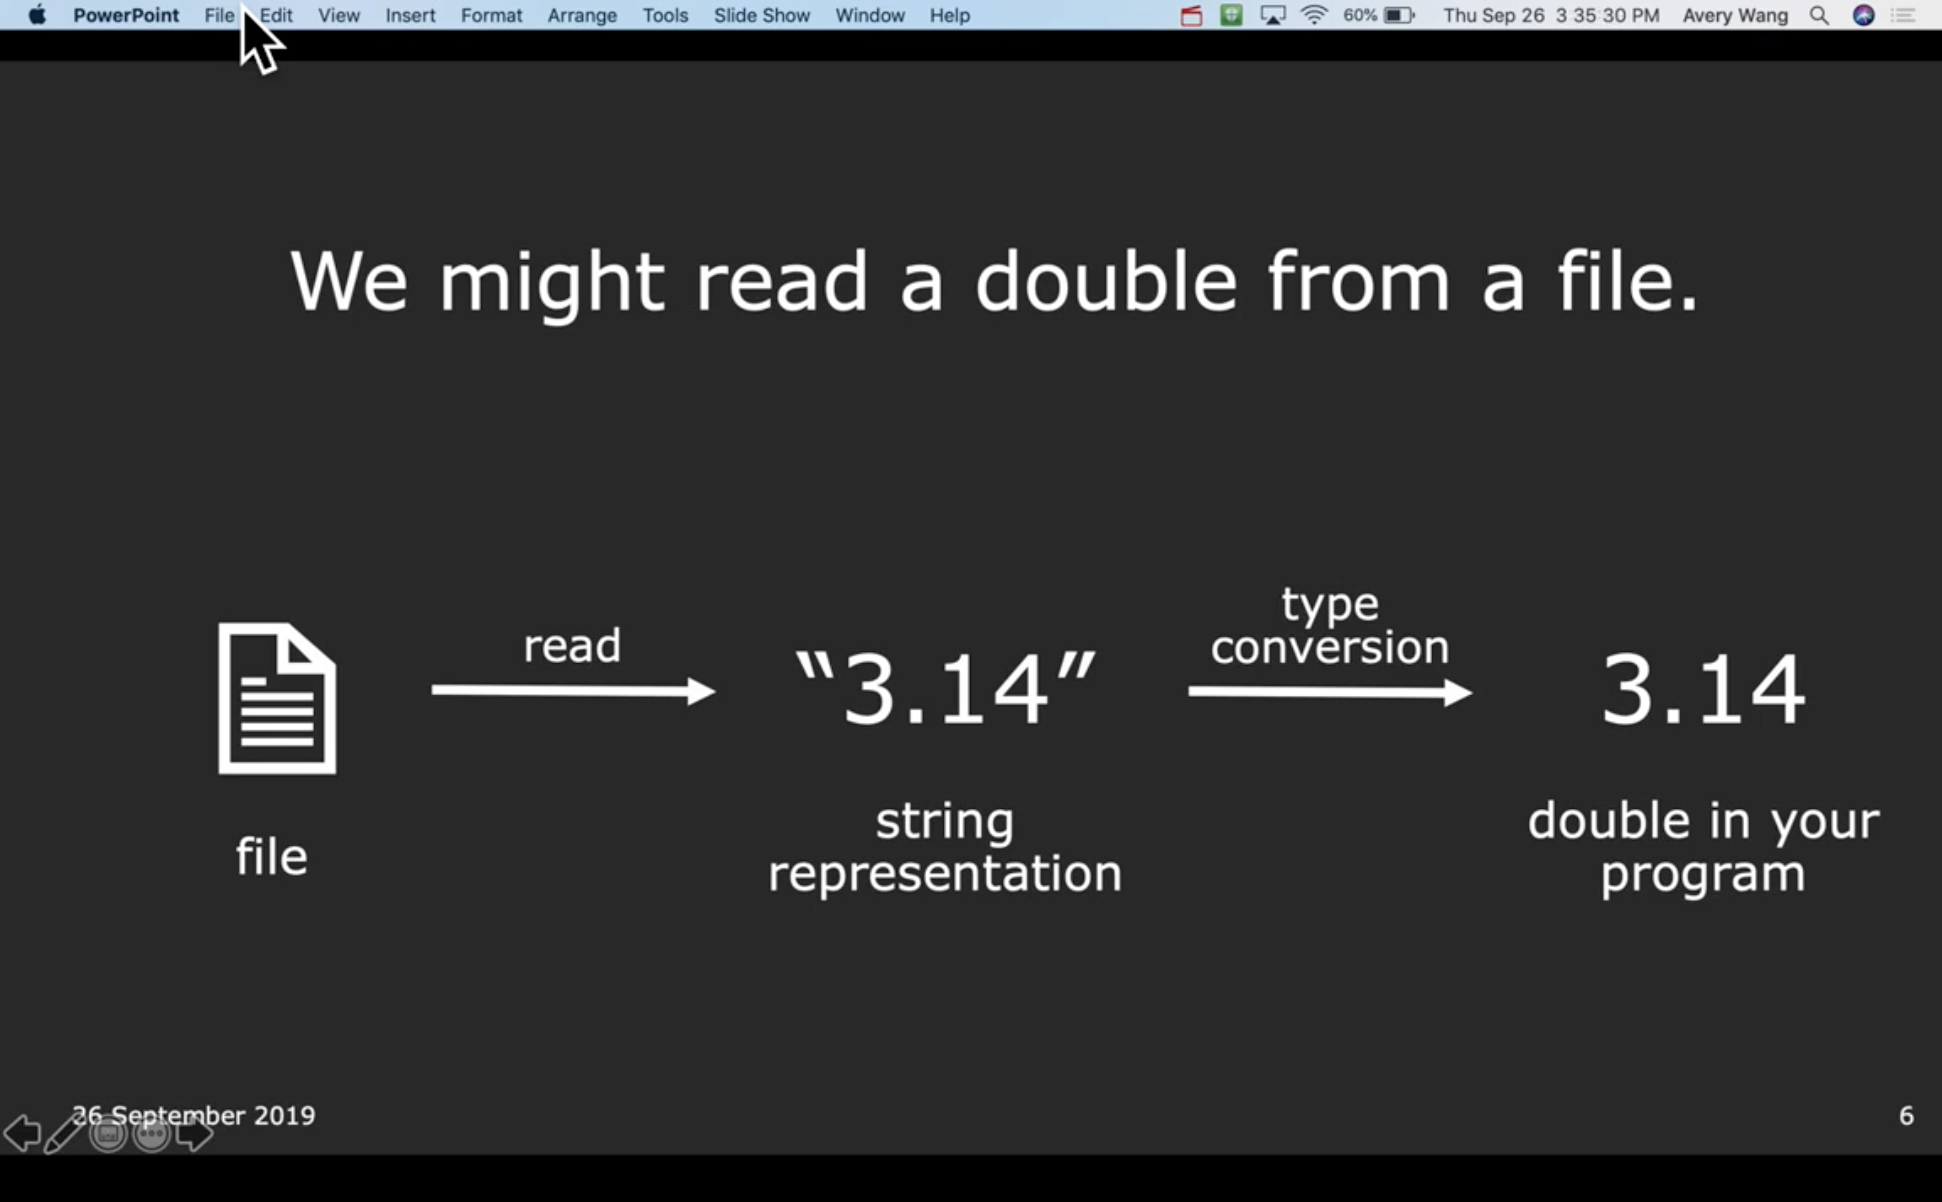 PowerPoint File Edit View Insert Format Arrange Tools Slide Show Window Help 60% Thu Sep 26 3 35 30 PM Avery Wang
We might read a double from a file.
read
type
conversion
“3.14”
3.14
file
string
representation
double in your
program
26 September 2019
6